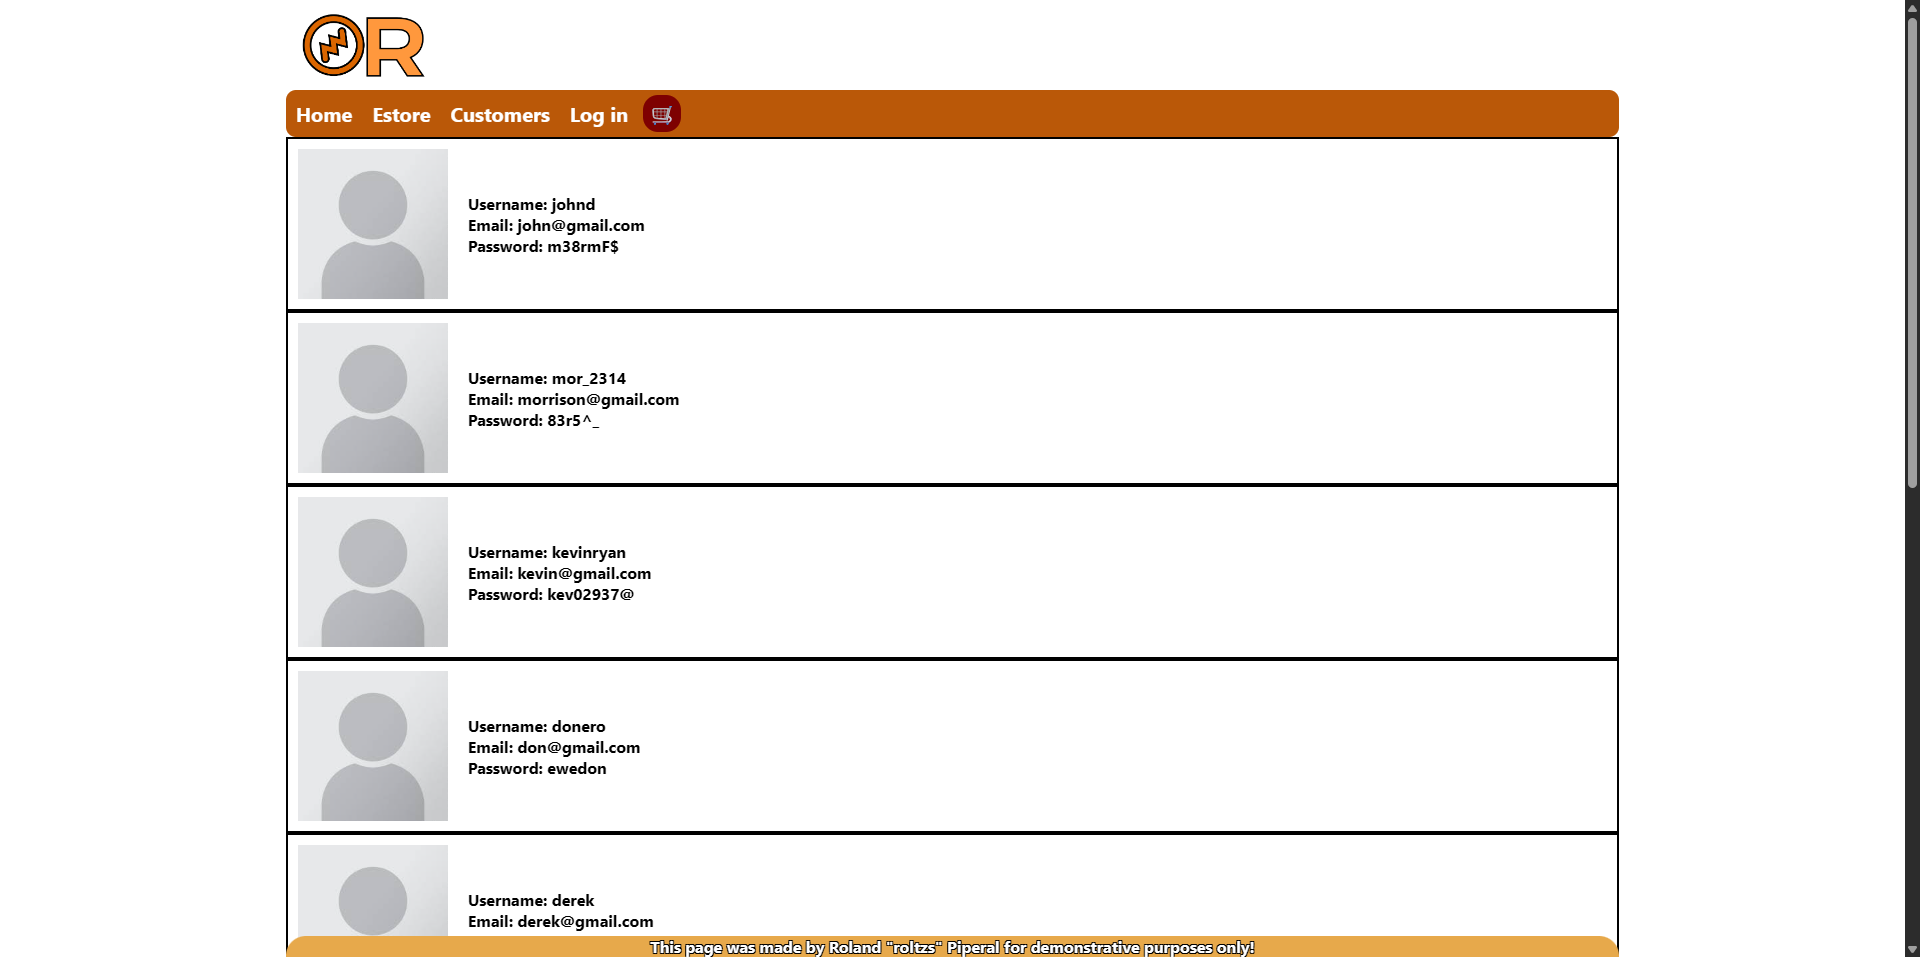 R
Home Estore Customers Log in
Username: johnd
Email: john@gmail.com
Password: m38rmF$
Username: mor_2314
Email: morrison@gmail.com
Password: 83r5^_
Username: kevinryan
Email: kevin@gmail.com
Password: kev02937@
Username: donero
Email: don@gmail.com
Password: ewedon
Username: derek
Email: derek@gmail.com
This page was made by Roland "roltzs" Piperal for demonstrative purposes only!